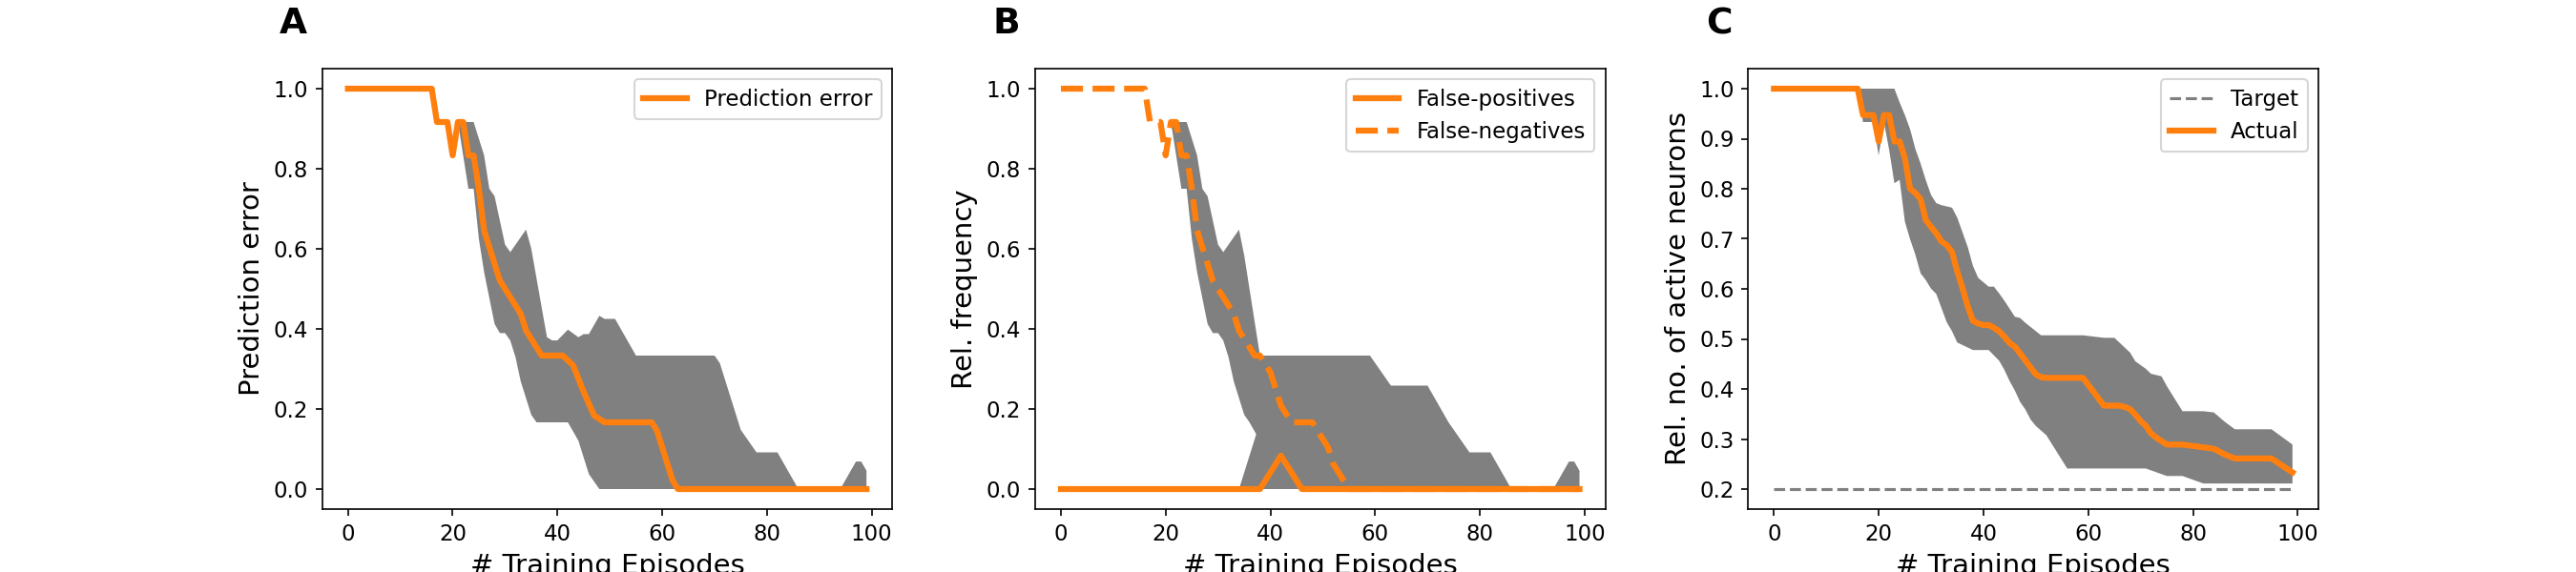 A
1.0
0.8
0.6
0.4
0.2
0.0
Prediction error
Prediction error
0 20 40 60 80 100
# Training Episodes
B
1.0
0.8
0.6
0.4
0.2
0.0
Rel. frequency
False-positives
False-negatives
0 20 40 60 80 100
# Training Episodes
C
1.0
0.9
0.8
0.7
0.6
0.5
0.4
0.3
0.2
Rel. no. of active neurons
Target
Actual
0 20 40 60 80 100
# Training Episodes